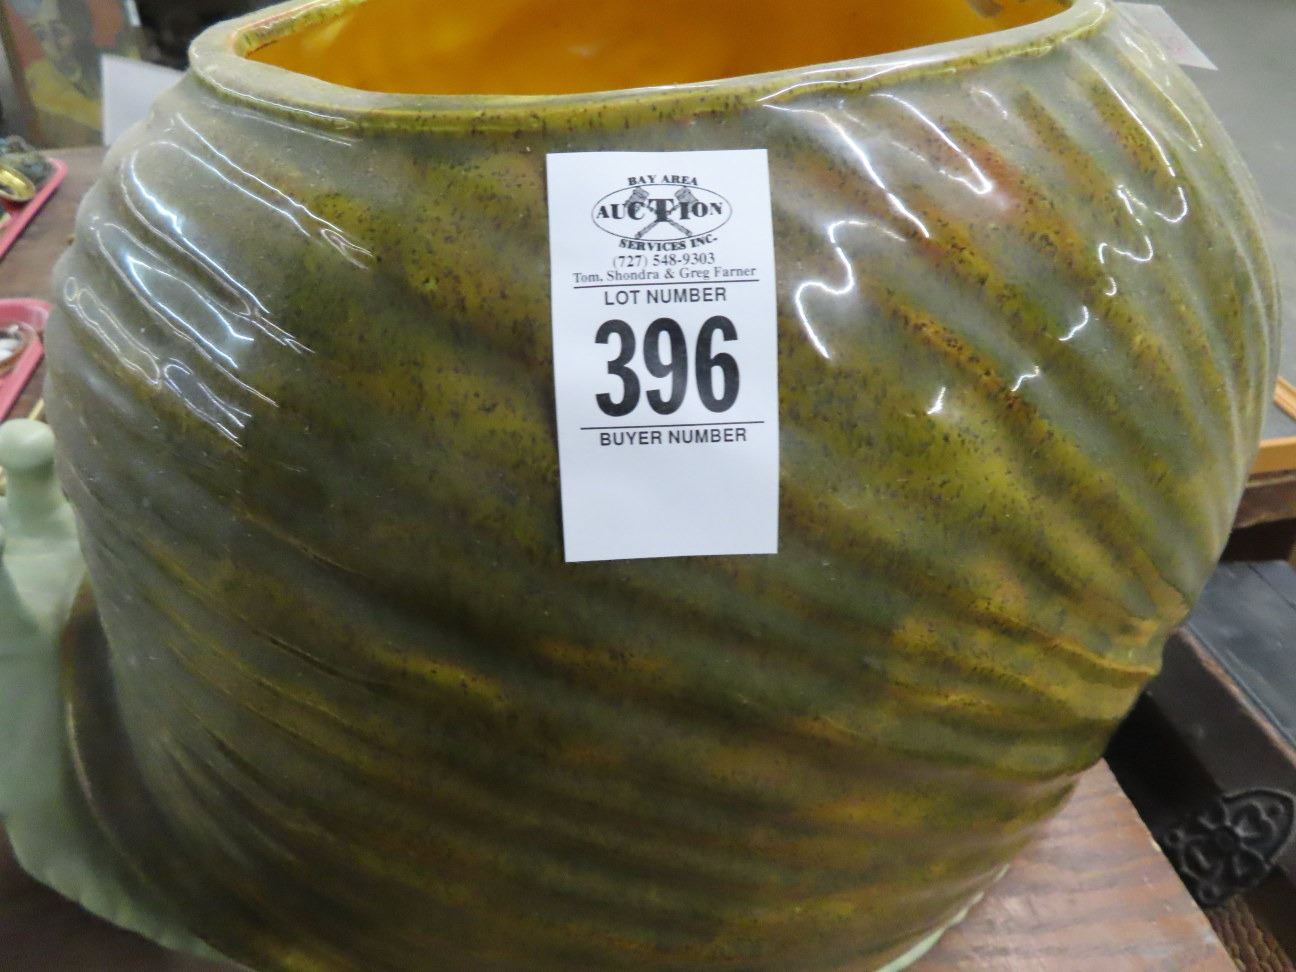 BAY AREA
AUCTION
SERVICES INC.
(727) 548-9303
Tom, Shondra & Greg Farner
LOT NUMBER
396
BUYER NUMBER